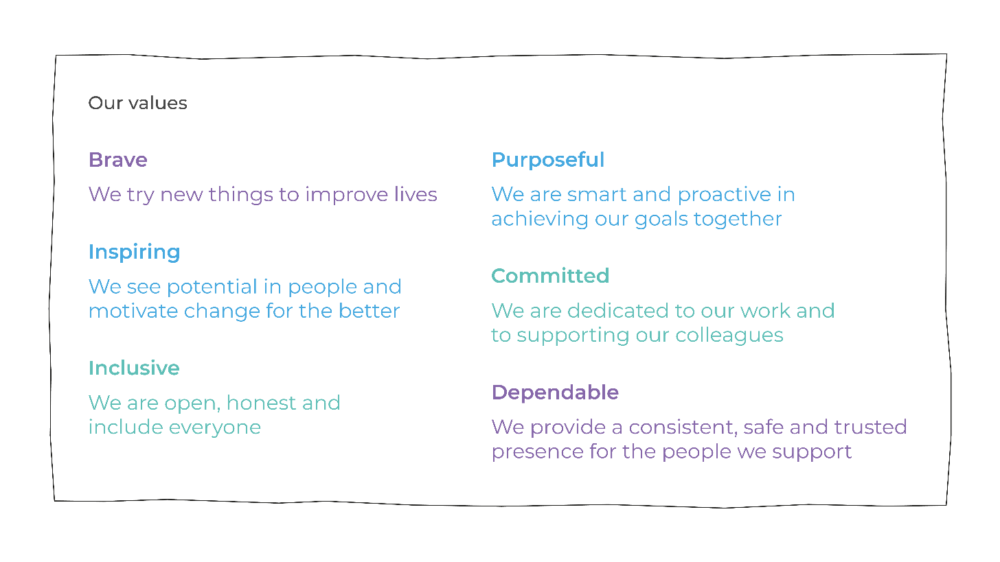 Our values
Brave
We try new things to improve lives
Inspiring
We see potential in people and
motivate change for the better
Inclusive
We are open, honest and
include everyone
Purposeful
We are smart and proactive in
achieving our goals together
Committed
We are dedicated to our work and
to supporting our colleagues
Dependable
We provide a consistent, safe and trusted
presence for the people we support